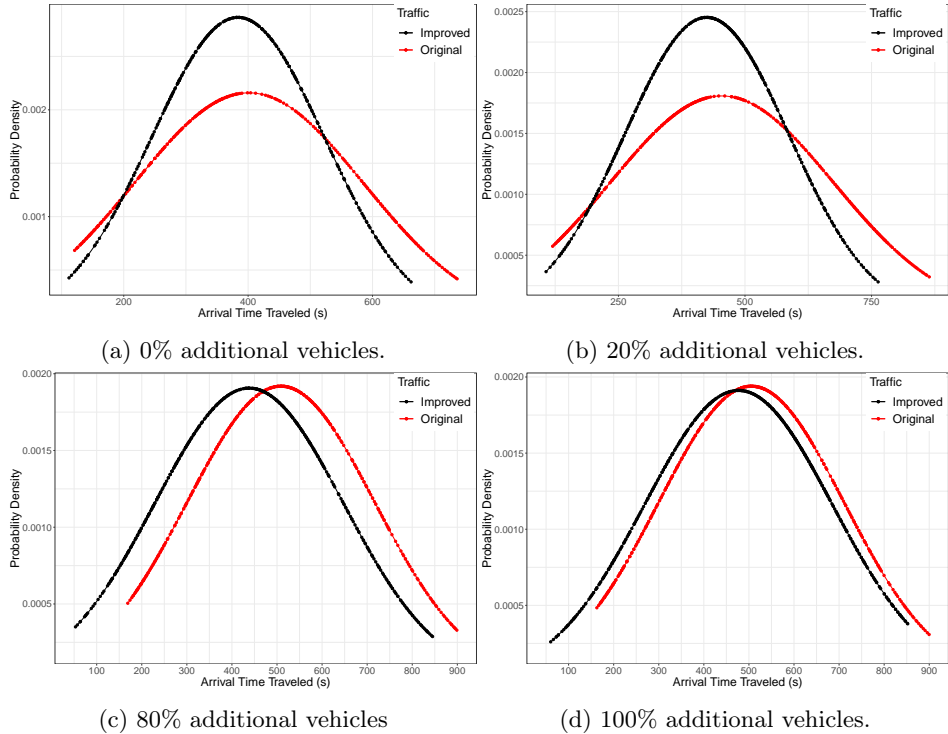 Traffic
Improved
Original
0.002
0.001
Probability Density
200 400 600
Arrival Time Traveled (s)
(a) 0% additional vehicles.
Traffic
Improved
Original
0.0025
0.0020
0.0015
0.0010
0.0005
Probability Density
250 500 750
Arrival Time Traveled (s)
(b) 20% additional vehicles.
Traffic
Improved
Original
0.0020
0.0015
0.0010
0.0005
Probability Density
100 200 300 400 500 600 700 800 900
Arrival Time Traveled (s)
(c) 80% additional vehicles
Traffic
Improved
Original
0.0020
0.0015
0.0010
0.0005
Probability Density
100 200 300 400 500 600 700 800 900
Arrival Time Traveled (s)
(d) 100% additional vehicles.